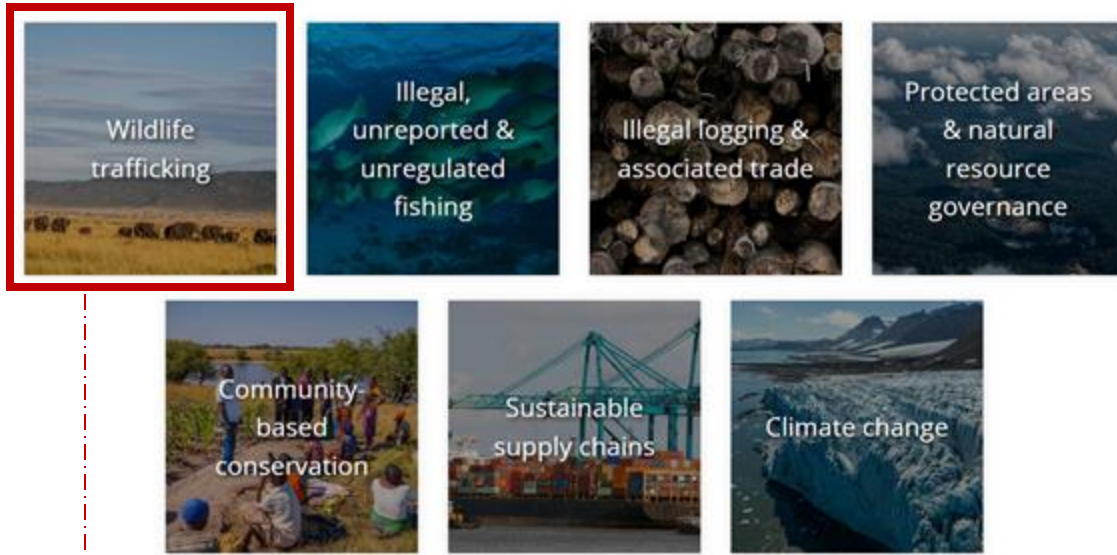 Wildlife
trafficking
Illegal,
unreported &
unregulated
fishing
Illegal logging &
associated trade
Protected areas
& natural
resource
governance
Community-
based
conservation
Sustainable
supply chains
Climate change